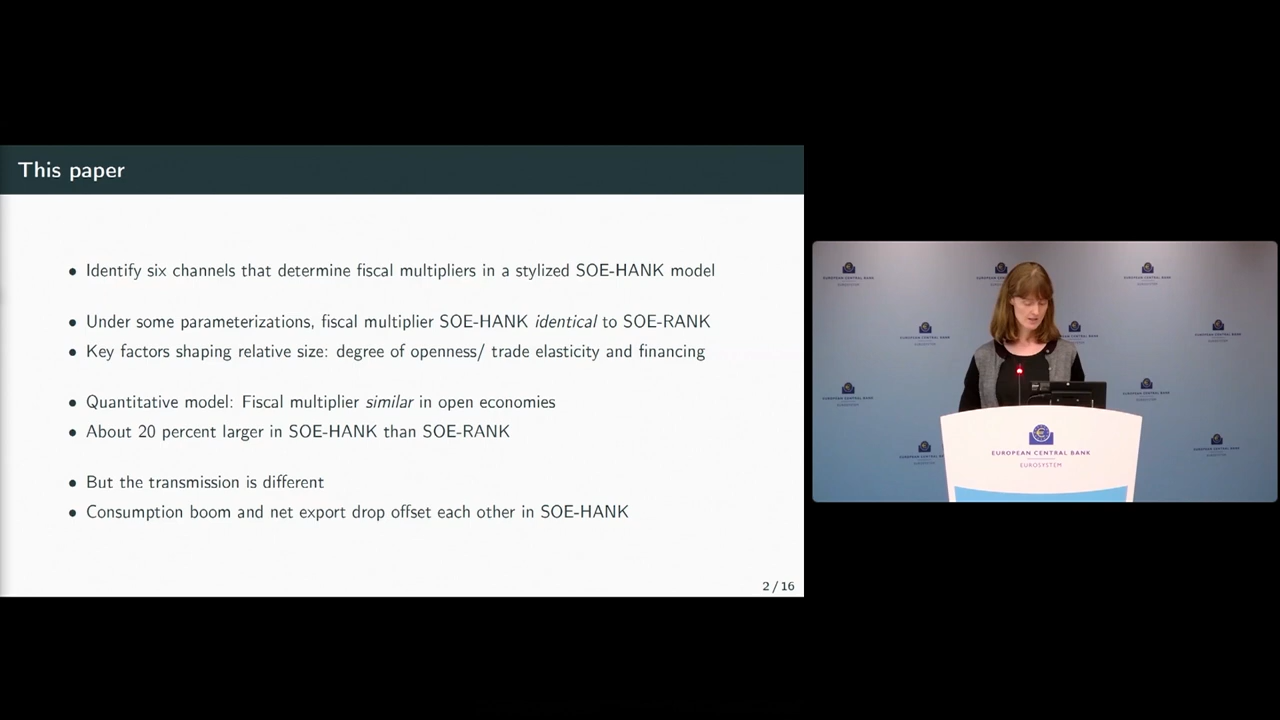 This paper
• Identify six channels that determine fiscal multipliers in a stylized SOE-HANK model
• Under some parameterizations, fiscal multiplier SOE-HANK identical to SOE-RANK
• Key factors shaping relative size: degree of openness/ trade elasticity and financing
• Quantitative model: Fiscal multiplier similar in open economies
• About 20 percent larger in SOE-HANK than SOE-RANK
• But the transmission is different
• Consumption boom and net export drop offset each other in SOE-HANK
2 / 16
EUROPEAN CENTRAL BANK
EUROSYSTEM